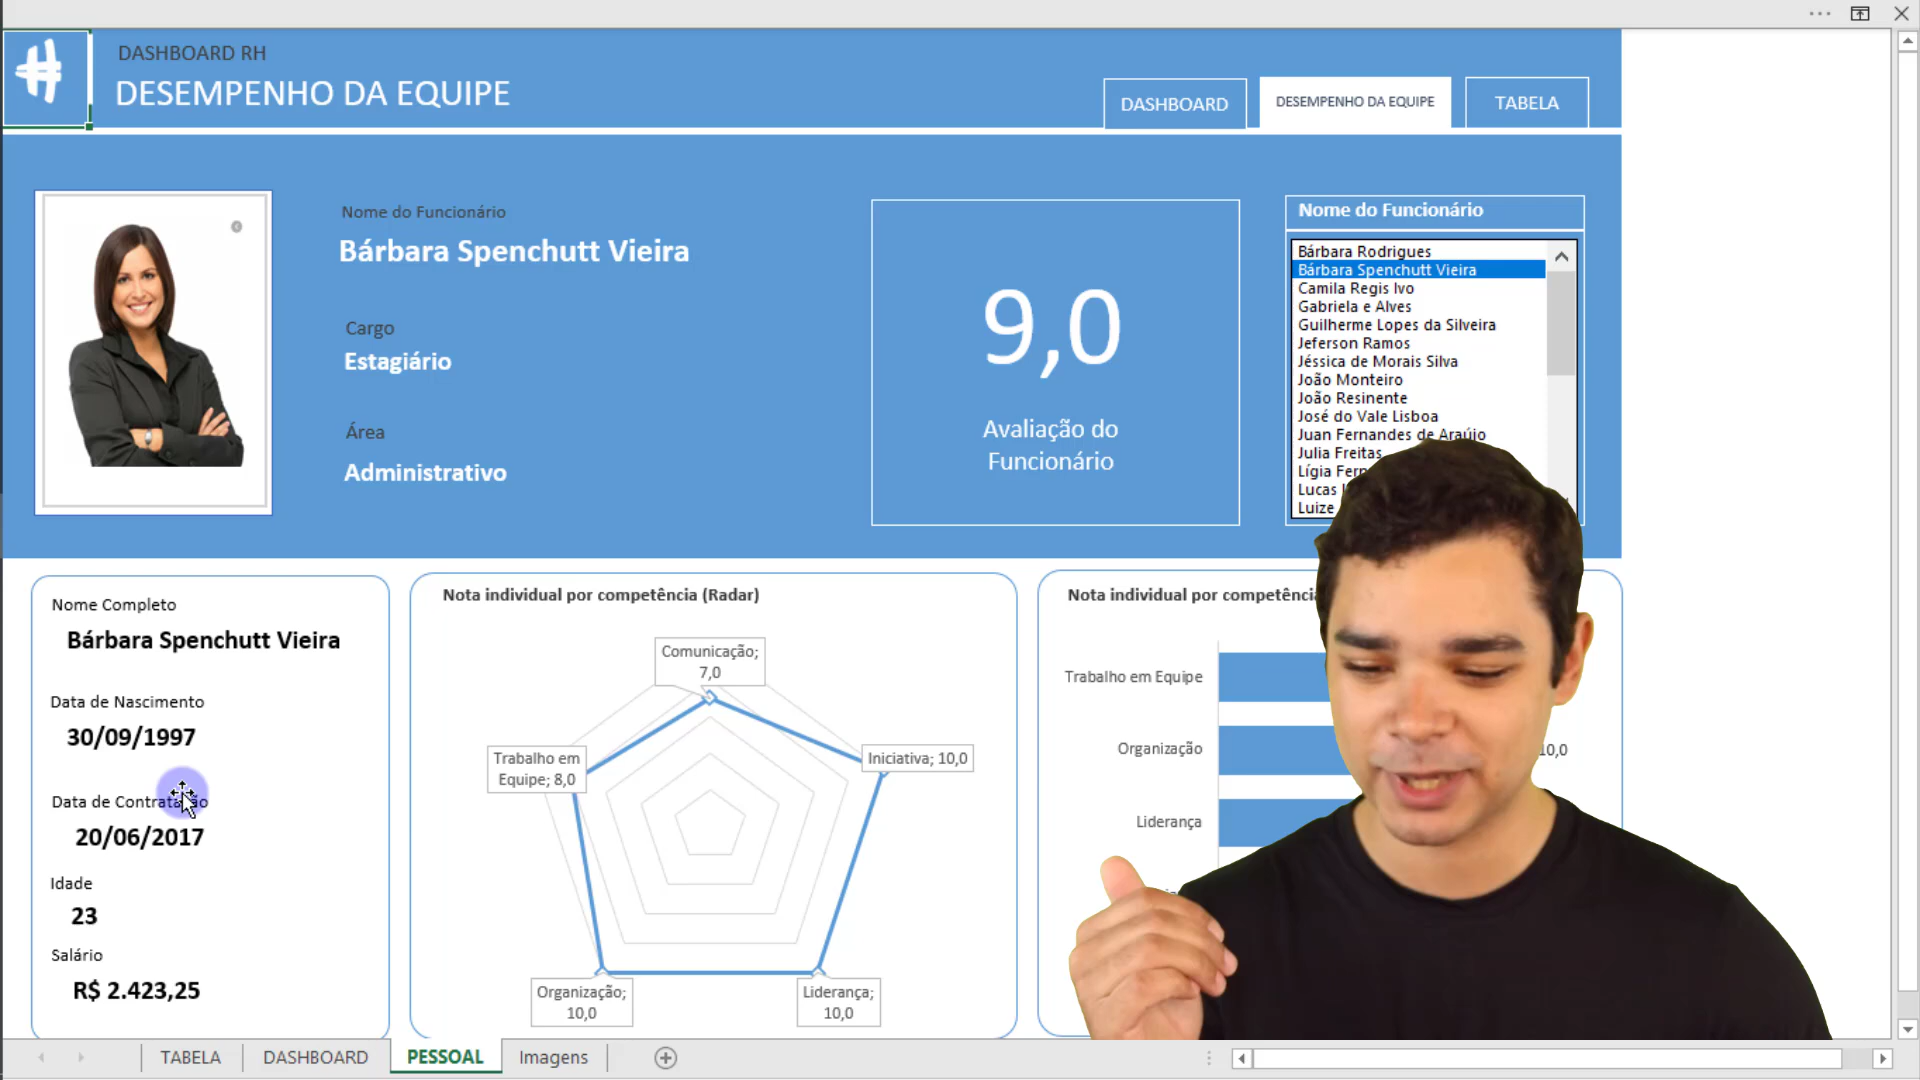 DASHBOARD RH
DESEMPENHO DA EQUIPE
DASHBOARD
DESEMPENHO DA EQUIPE
TABELA
Nome do Funcionário
Bárbara Spenchutt Vieira
Cargo
Estagiário
Área
Administrativo
9,0
Avaliação do
Funcionário
Nome do Funcionário
Bárbara Rodrigues
Bárbara Spenchutt Vieira
Camila Regis Ivo
Gabriela e Alves
Guilherme Lopes da Silveira
Jeferson Ramos
Jéssica de Morais Silva
João Monteiro
João Resinente
José do Vale Lisboa
Juan Fernandes de Araújo
Julia Freitas
Lígia
Lucas
Luize
Nome Completo
Bárbara Spenchutt Vieira
Data de Nascimento
30/09/1997
Data de Contratação
20/06/2017
Idade
23
Salário
R$ 2.423,25
Nota individual por competência (Radar)
Comunicação;
7,0
Iniciativa; 10,0
Trabalho em
Equipe; 8,0
Organização;
10,0
Liderança;
10,0
Nota individual por
Trabalho em Equipe
Organização
10,0
Liderança
TABELA
DASHBOARD
PESSOAL
Imagens